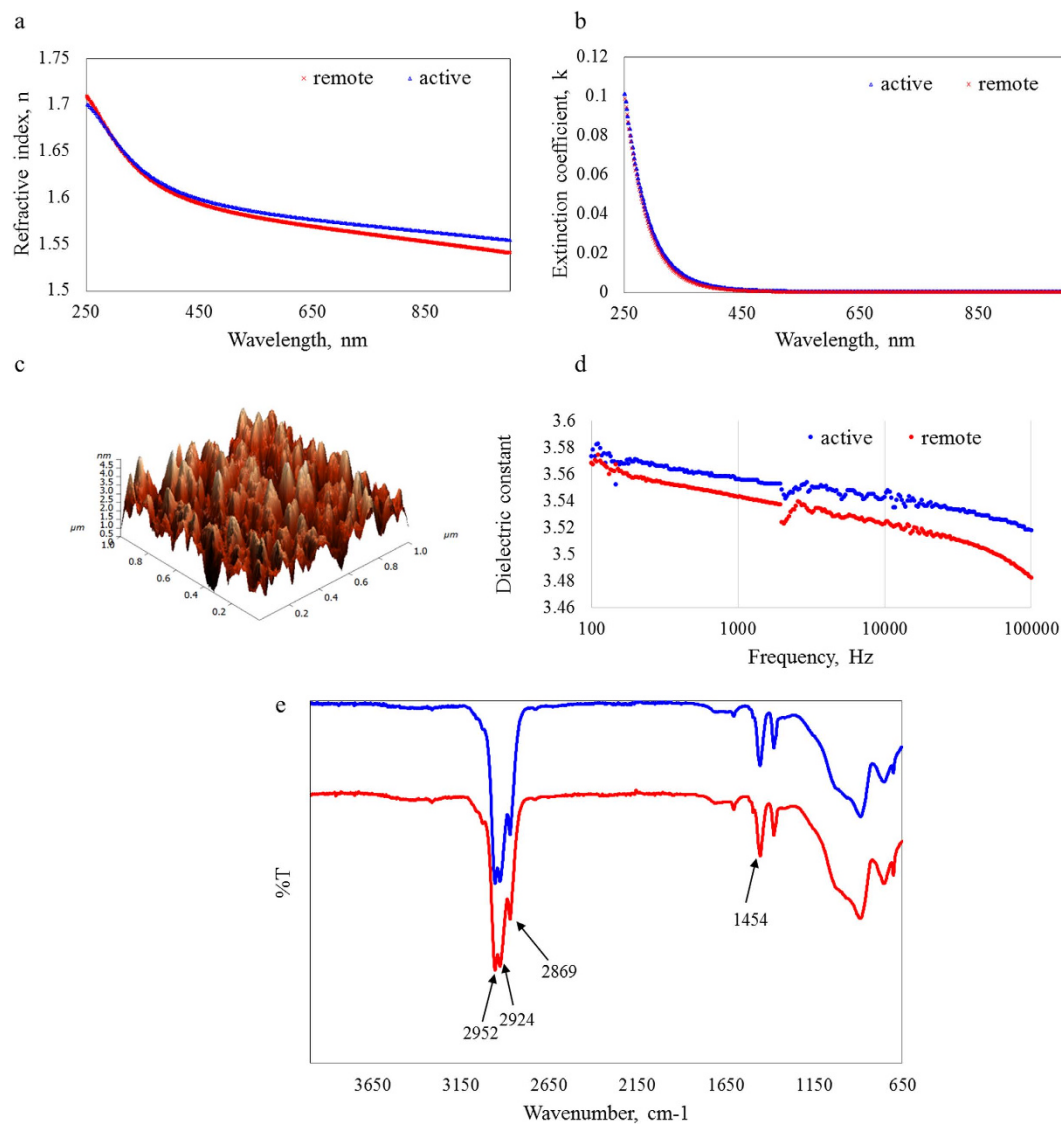 a
1.75
1.7
1.65
1.6
1.55
1.5
remote active
Refractive index, n
250 450 650 850
Wavelength, nm
b
0.12
0.1
0.08
0.06
0.04
0.02
0
active remote
Extinction coefficient, k
250 450 650 850
Wavelength, nm
c
nm
4.5
4.0
3.5
3.0
2.5
2.0
1.5
1.0
0.5
0
µm
1.0
0.8
0.6
0.4
0.2
µm
1.0
0.8
0.6
0.4
0.2
d
3.6
3.58
3.56
3.54
3.52
3.5
3.48
3.46
active remote
Dielectric constant
100 1000 10000 100000
Frequency, Hz
e
%T
2952
2924
2869
1454
3650 3150 2650 2150 1650 1150 650
Wavenumber, cm-1